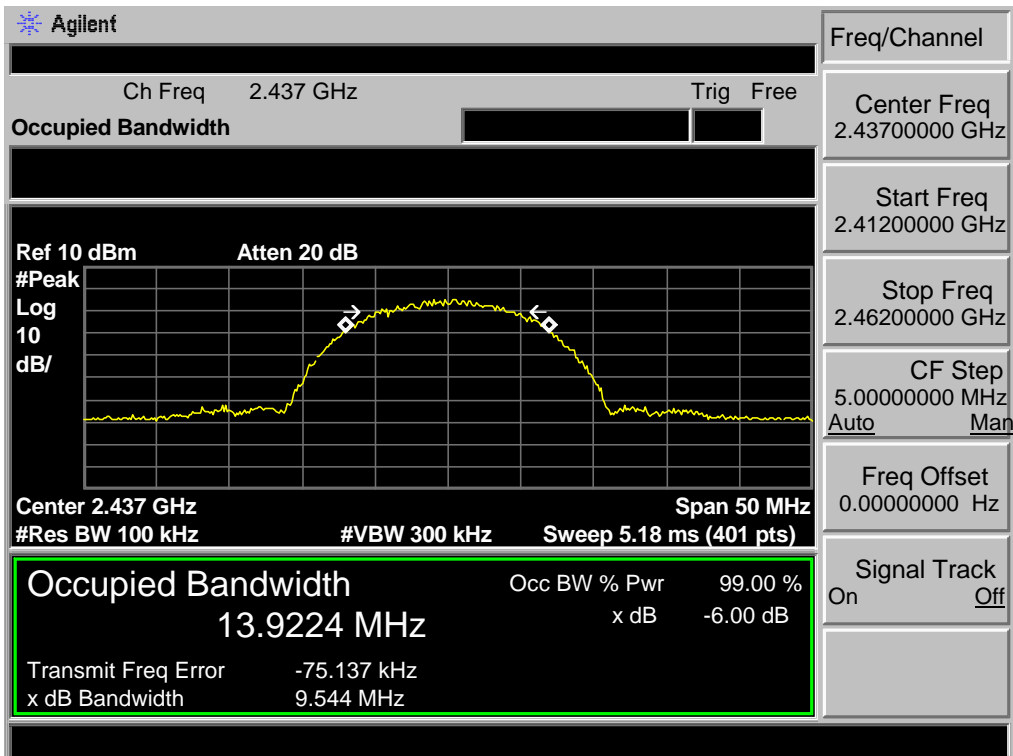 Agilent
Ch Freq 2.437 GHz Trig Free
Occupied Bandwidth
Ref 10 dBm Atten 20 dB
#Peak
Log
10
dB/
Center 2.437 GHz Span 50 MHz
#Res BW 100 kHz #VBW 300 kHz Sweep 5.18 ms (401 pts)
Occupied Bandwidth
13.9224 MHz
Occ BW % Pwr 99.00 %
x dB -6.00 dB
Transmit Freq Error -75.137 kHz
x dB Bandwidth 9.544 MHz
Freq/Channel
Center Freq
2.43700000 GHz
Start Freq
2.41200000 GHz
Stop Freq
2.46200000 GHz
CF Step
5.00000000 MHz
Auto Man
Freq Offset
0.00000000 Hz
Signal Track
On Off